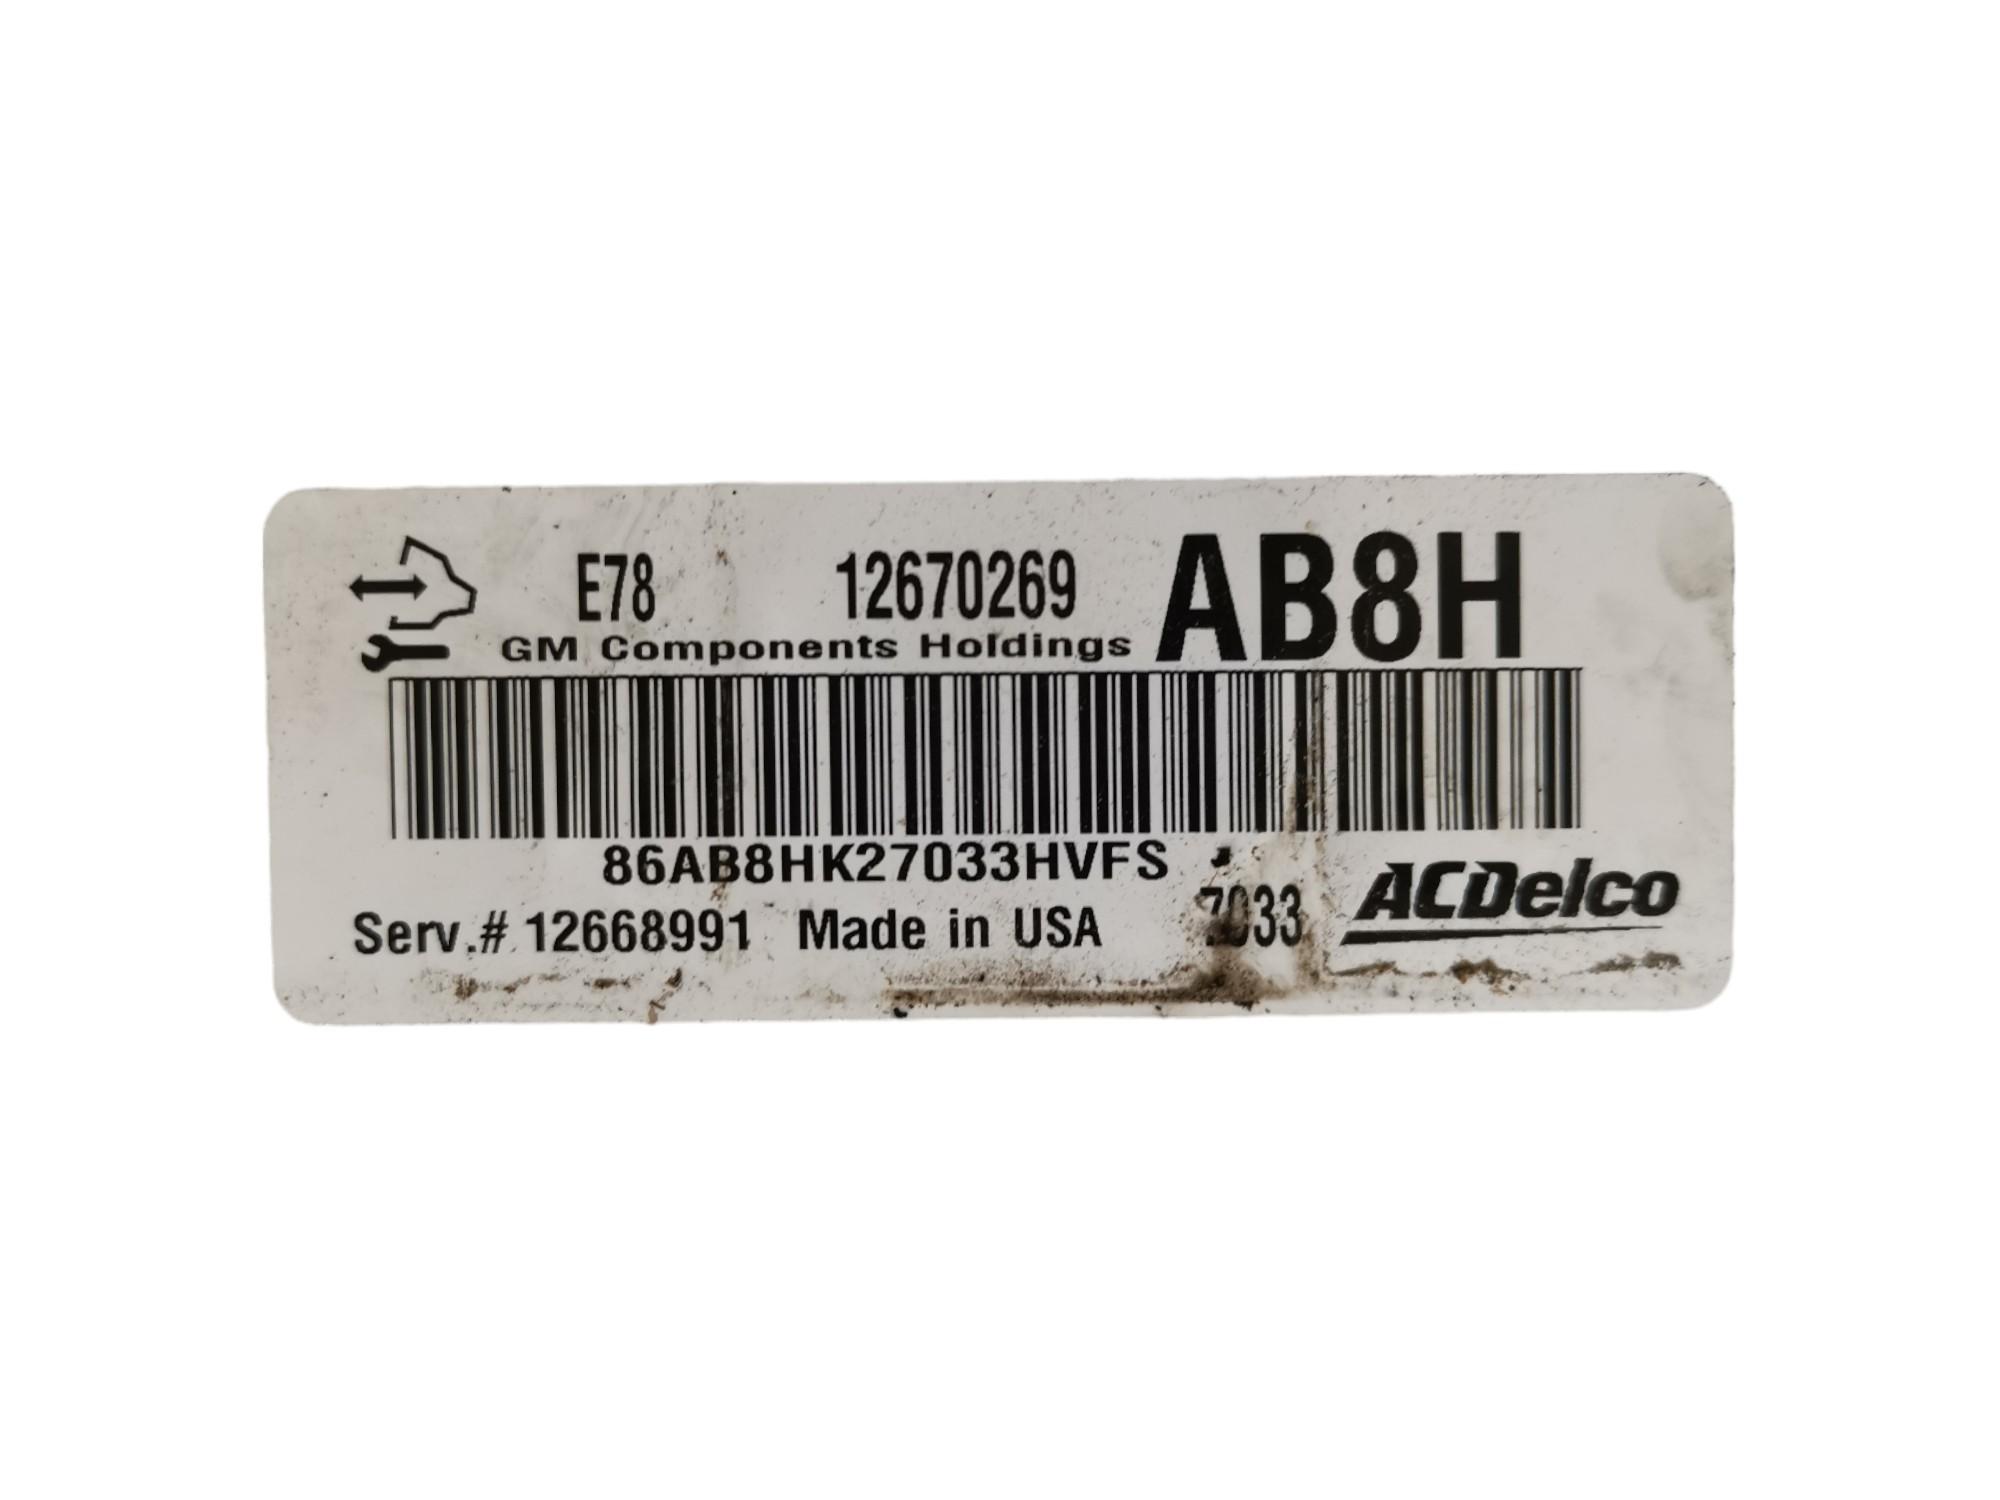 E78 12670269 AB8H
GM Components Holdings
86AB8HK27033HVFS
Serv.# 12668991 Made in USA 7033 ACDelco